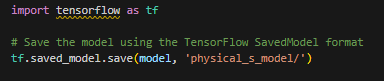 import tensorflow as tf
# Save the model using the TensorFlow SavedModel format
tf.saved_model.save(model, 'physical_s_model/')